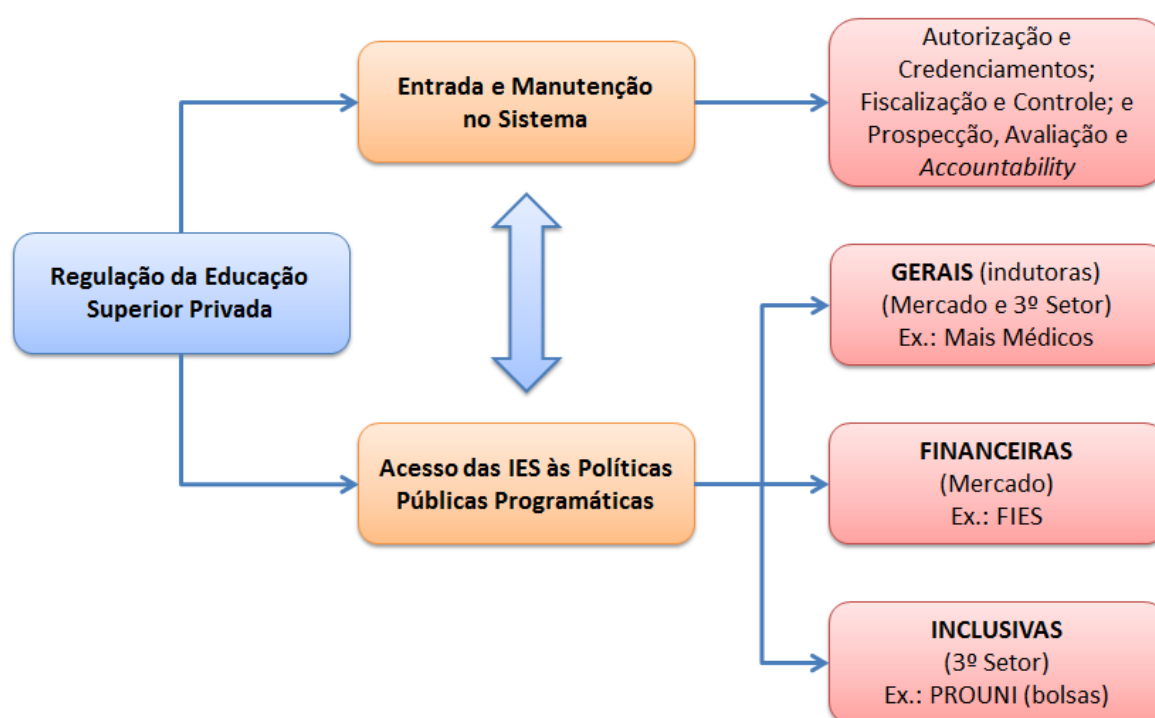 Regulação da Educação
Superior Privada
Entrada e Manutenção
no Sistema
Autorização e
Credenciamentos;
Fiscalização e Controle; e
Prospecção, Avaliação e
Accountability
Acesso das IES às Políticas
Públicas Programáticas
GERAIS (indutoras)
(Mercado e 3º Setor)
Ex.: Mais Médicos
FINANCEIRAS
(Mercado)
Ex.: FIES
INCLUSIVAS
(3º Setor)
Ex.: PROUNI (bolsas)